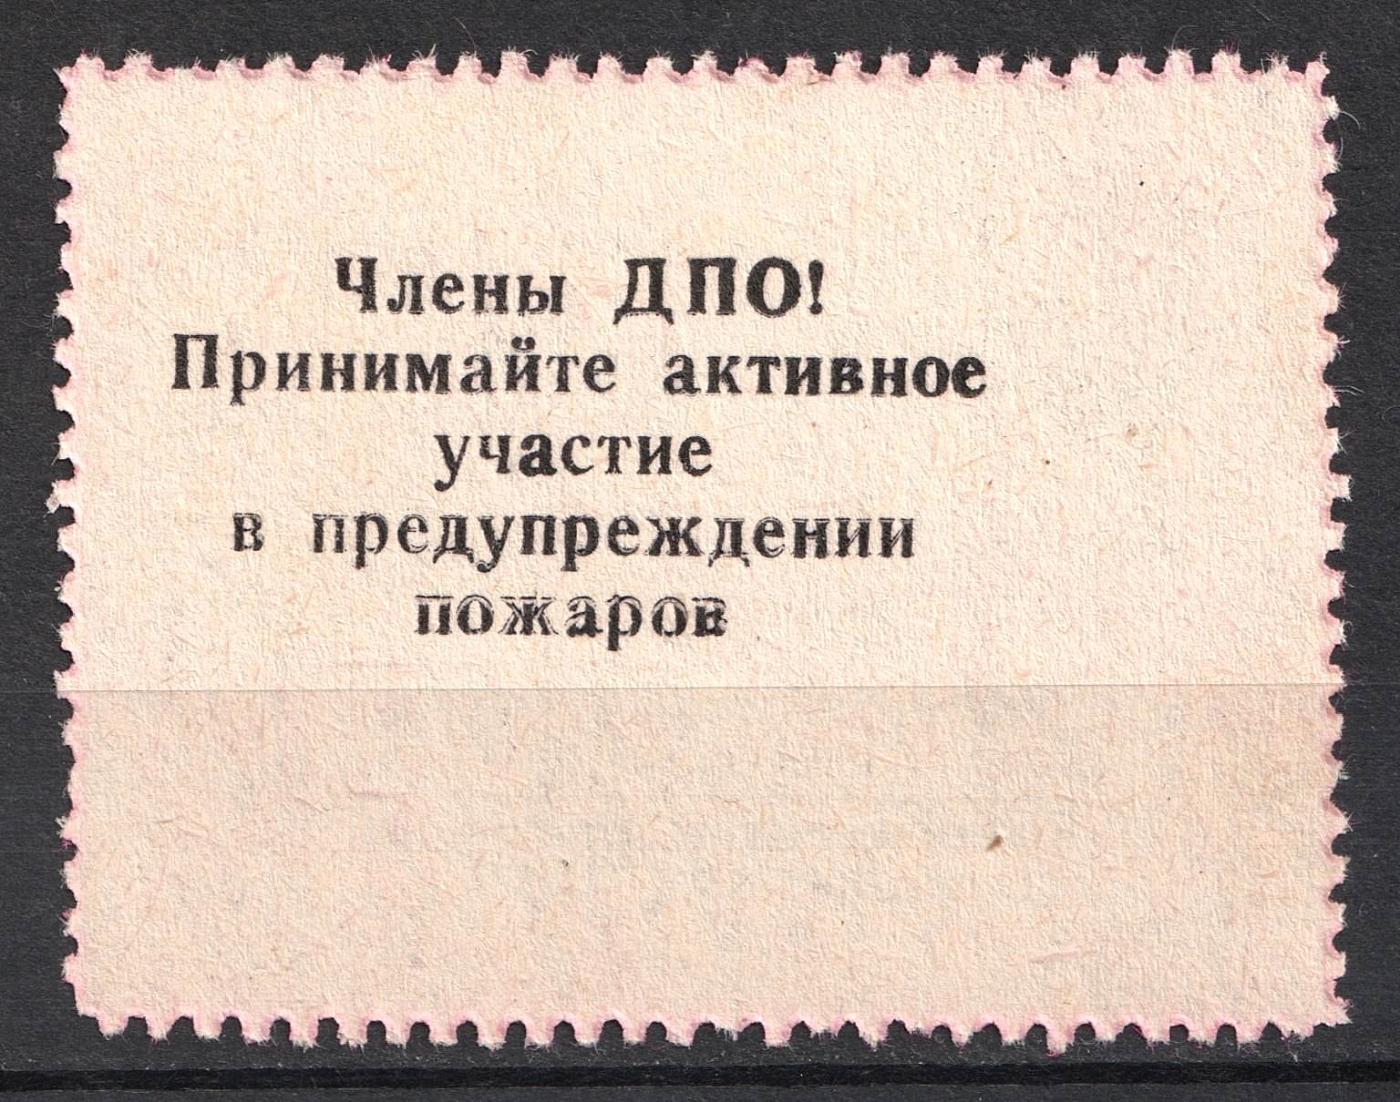 Члены ДПО!
Принимайте активное
участие
в предупреждении
пожаров